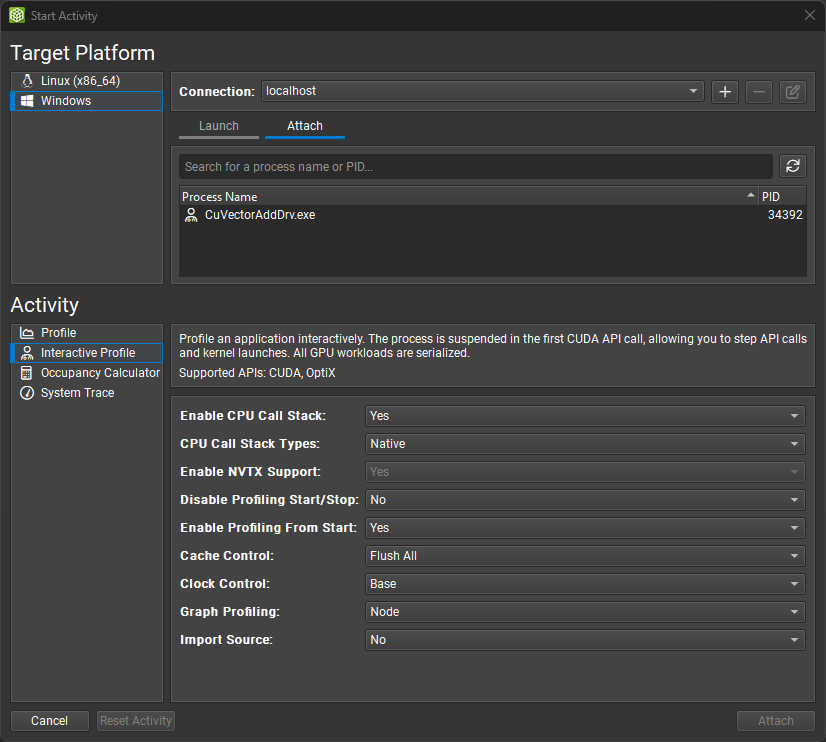 Start Activity
Target Platform
Linux (x86_64)
Windows
Connection: localhost
Launch Attach
Search for a process name or PID...
Process Name PID
CuVectorAddDrv.exe 34392
Activity
Profile
Interactive Profile
Occupancy Calculator
System Trace
Profile an application interactively. The process is suspended in the first CUDA API call, allowing you to step API calls
and kernel launches. All GPU workloads are serialized.
Supported APIs: CUDA, OptiX
Enable CPU Call Stack: Yes
CPU Call Stack Types: Native
Enable NVTX Support: Yes
Disable Profiling Start/Stop: No
Enable Profiling From Start: Yes
Cache Control: Flush All
Clock Control: Base
Graph Profiling: Node
Import Source: No
Cancel Reset Activity Attach